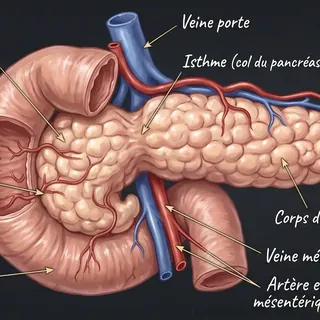 Veine porte
Isthme (col du pancréas
Corps d
Veine mé
Artère e
mésentériq